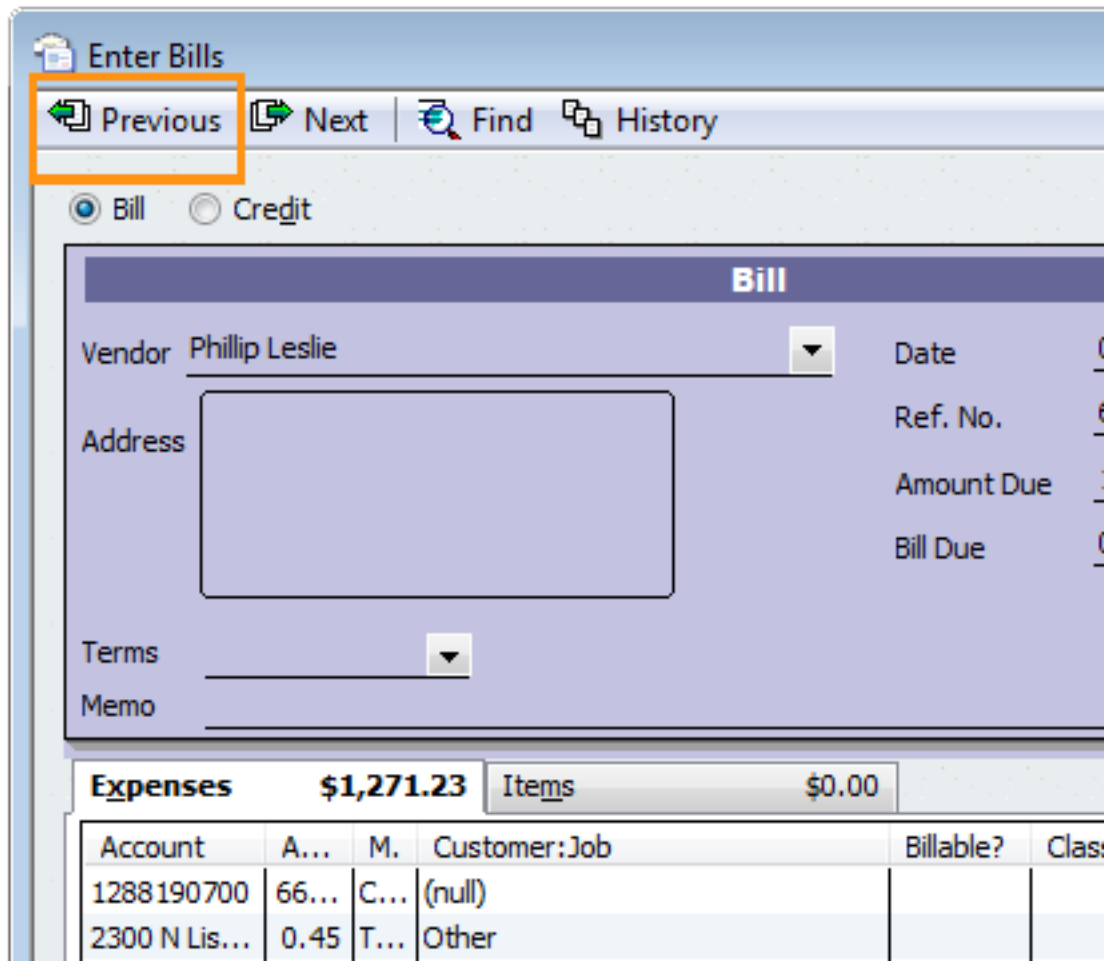 Enter Bills
Previous Next Find History
Bill Credit
Bill
Vendor Phillip Leslie Date
Ref. No.
Address
Amount Due
Bill Due
Terms
Memo
Expenses $1,271.23 Items $0.00
Account A... M. Customer:Job Billable?
1288190700 66... C... (null)
2300 N Lis... 0.45 T... Other